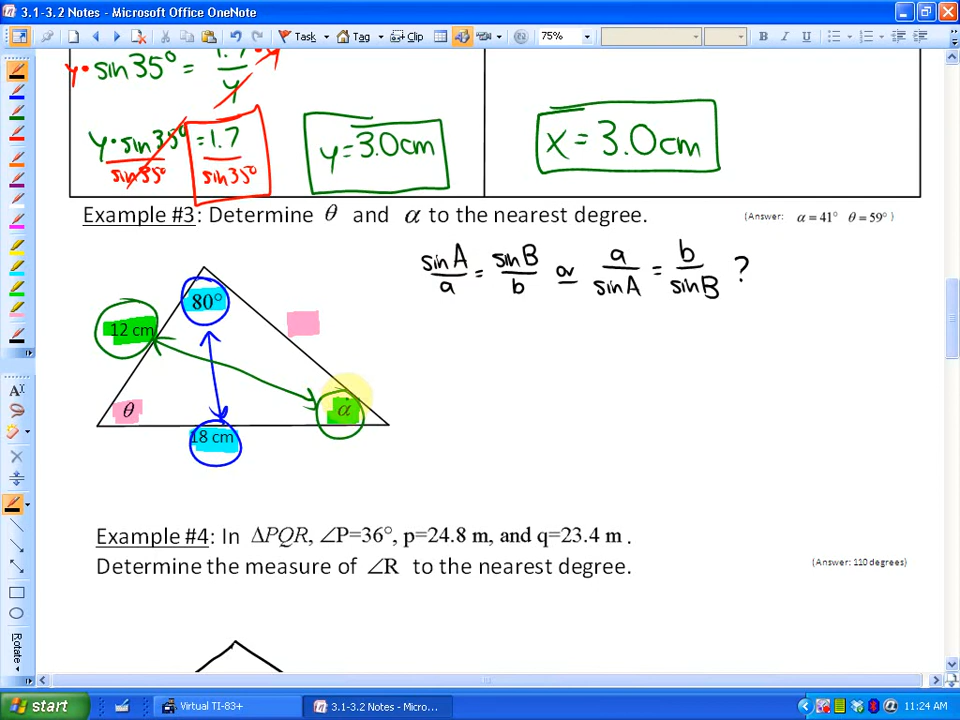 3.1-3.2 Notes - Microsoft Office OneNote
Task Tag Clip 75% B I U
y• sin35° = 1.7/y •y
y•sin35°/sin35° = 1.7/sin35°
y=3.0cm
x=3.0cm
Example #3: Determine θ and α to the nearest degree. (Answer: α = 41° θ = 59° )
sinA/a = sinB/b or a/sinA = b/sinB ?
80°
12 cm
θ
α
18 cm
Example #4: In ΔPQR, ∠P=36°, p=24.8 m, and q=23.4 m .
Determine the measure of ∠R to the nearest degree. (Answer: 110 degrees)
Rotate
start Virtual TI-83+ 3.1-3.2 Notes - Micro... 11:24 AM